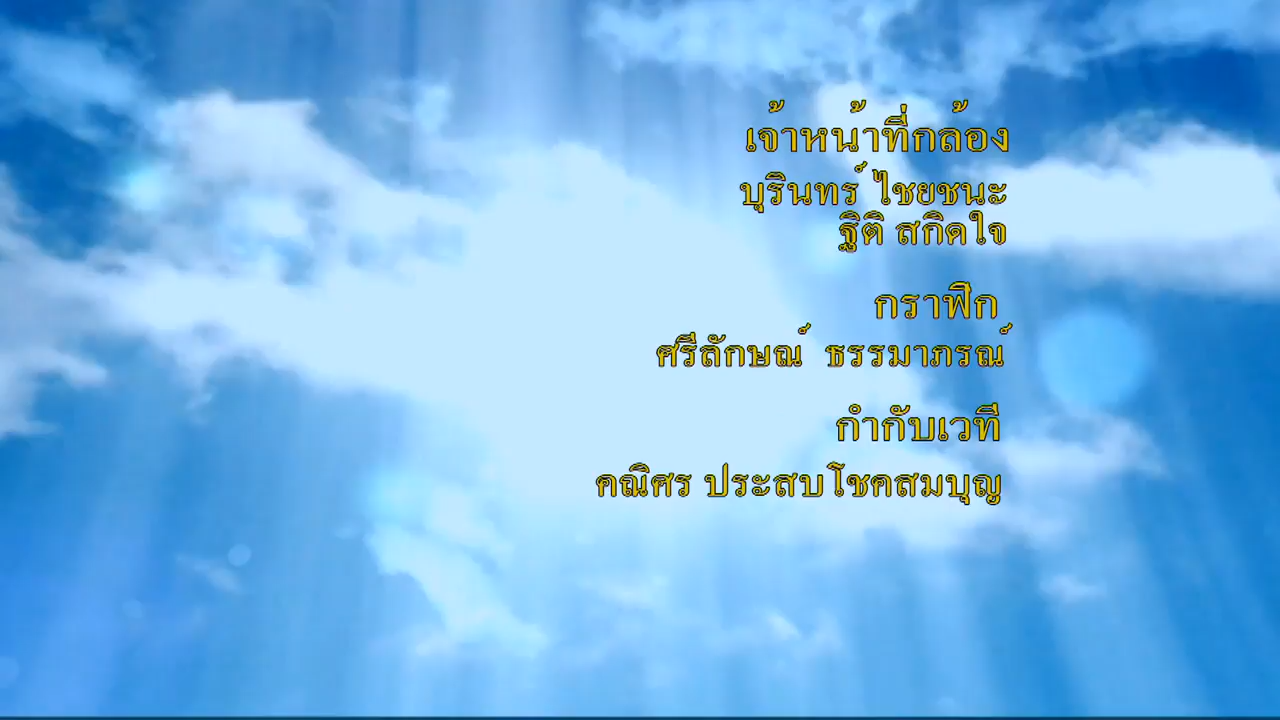 เจ้าหน้าที่กล้อง
บุรินทร์ ไชยชนะ
ฐิติ สกิดใจ
กราฟิก
ศรีลักษณ์ ธรรมาภรณ์
กำกับเวที
คณิศร ประสบโชคสมบุญ